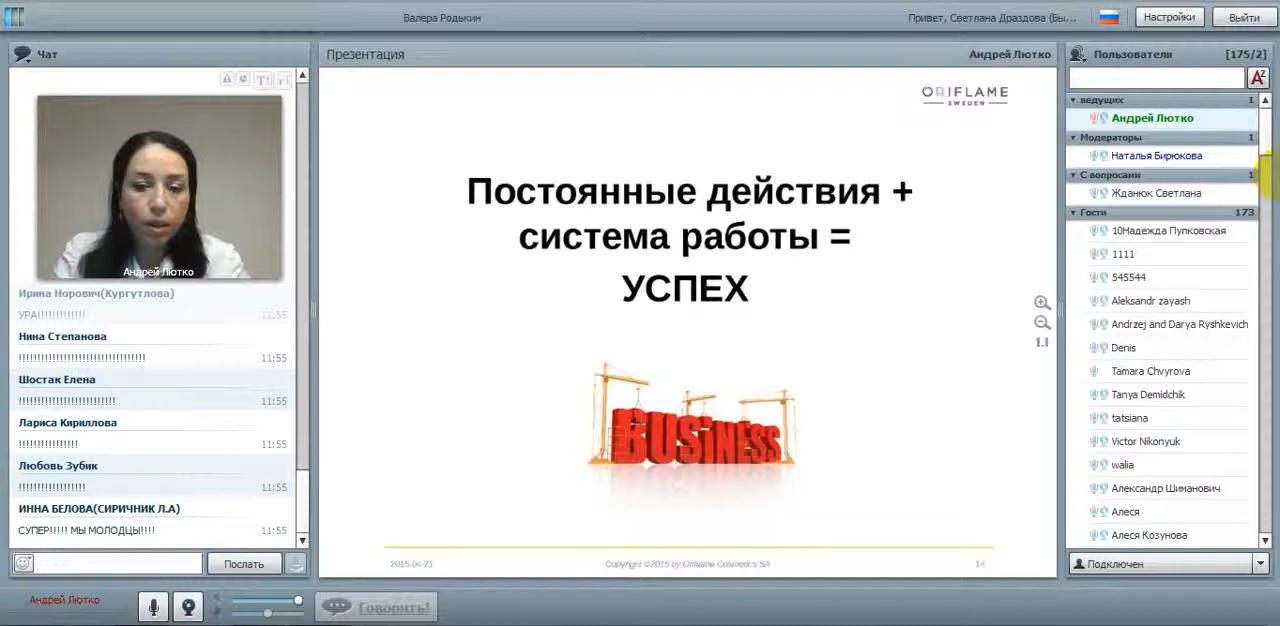 Валера Родькин
Привет, Светлана Драздова (Бы...
Настройки
Выйти
Чат
Андрей Лютко
Ирина Норович(Кургутлова)
УРА!!!!!!!!!!!!! 11:55
Нина Степанова
!!!!!!!!!!!!!!!!!!!!!!!!!!!!!!!!!! 11:55
Шостак Елена
!!!!!!!!!!!!!!!!!!!!!!!!!! 11:55
Лариса Кириллова
!!!!!!!!!!!!!!!! 11:55
Любовь Зубик
!!!!!!!!!!!!!!!!!! 11:55
ИННА БЕЛОВА(СИРИЧНИК Л.А)
СУПЕР!!!!! МЫ МОЛОДЦЫ!!!! 11:55
Послать
Презентация
Андрей Лютко
ORIFLAME
SWEDEN
Постоянные действия +
система работы =
УСПЕХ
BUSINESS
1:1
2015-04-21
Copyright ©2015 by Oriflame Cosmetics SA
14
Пользователи [175/2]
ведущих 1
Андрей Лютко
Модераторы 1
Наталья Бирюкова
С вопросами 1
Жданюк Светлана
Гости 173
10Надежда Пупковская
1111
545544
Aleksandr zayash
Andrzej and Darya Ryshkevich
Denis
Tamara Chvyrova
Tanya Demidchik
tatsiana
Victor Nikonyuk
walia
Александр Шиманович
Алеся
Алеся Козунова
Подключен
Андрей Лютко
Говорить!